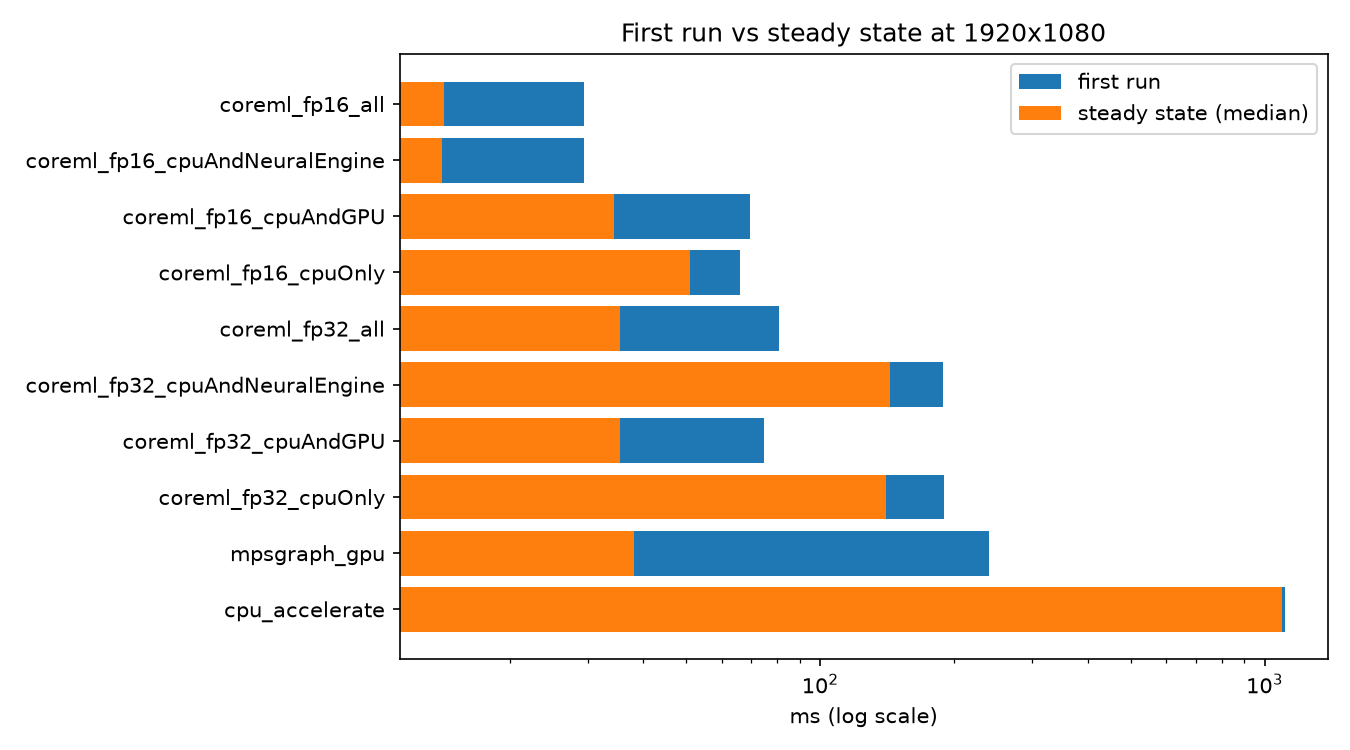 First run vs steady state at 1920x1080
first run
steady state (median)
coreml_fp16_all
coreml_fp16_cpuAndNeuralEngine
coreml_fp16_cpuAndGPU
coreml_fp16_cpuOnly
coreml_fp32_all
coreml_fp32_cpuAndNeuralEngine
coreml_fp32_cpuAndGPU
coreml_fp32_cpuOnly
mpsgraph_gpu
cpu_accelerate
10² 10³
ms (log scale)